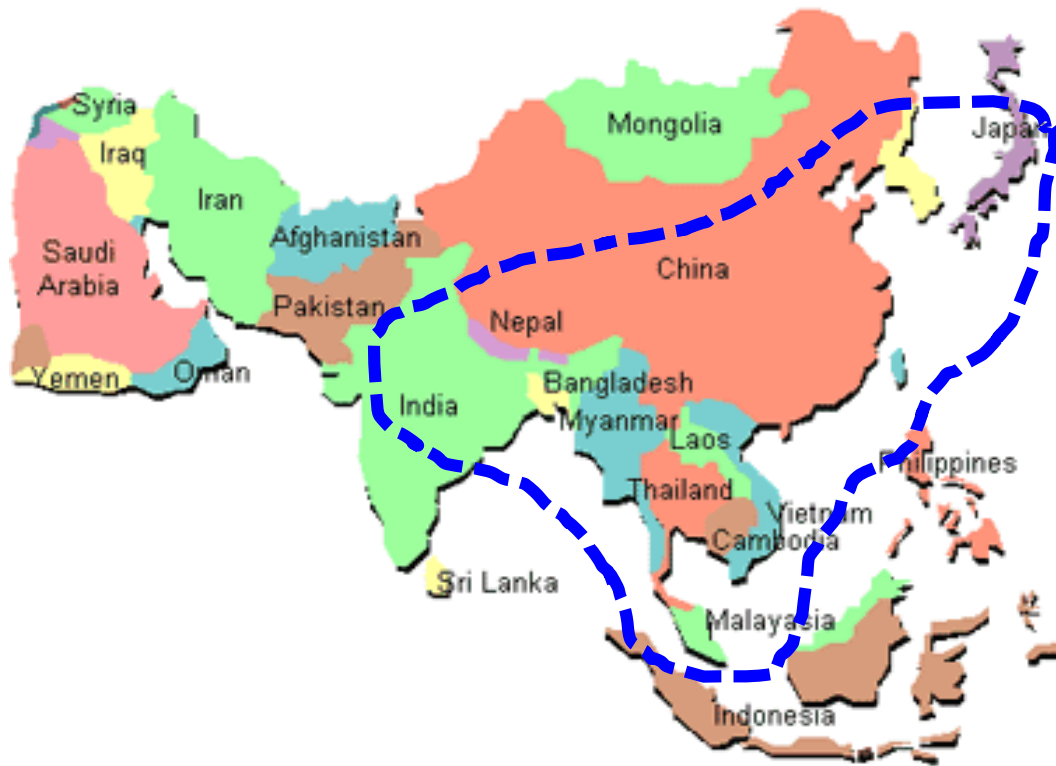 Syria
Japan
Mongolia
Iraq
Iran
Afghanistan
Saudi
Arabia
China
Pakistan
Nepal
Yemen
Oman
Bangladesh
India
Myanmar
Laos
Philippines
Thailand
Vietnam
Cambodia
Sri Lanka
Malayasia
Indonesia